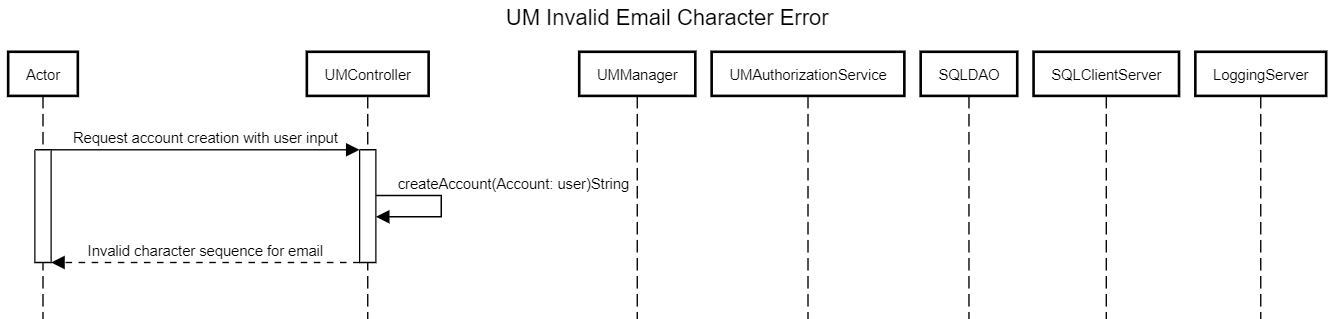 UM Invalid Email Character Error
Actor
UMController
UMManager
UMAuthorizationService
SQLDAO
SQLClientServer
LoggingServer
Request account creation with user input
createAccount(Account: user)String
Invalid character sequence for email